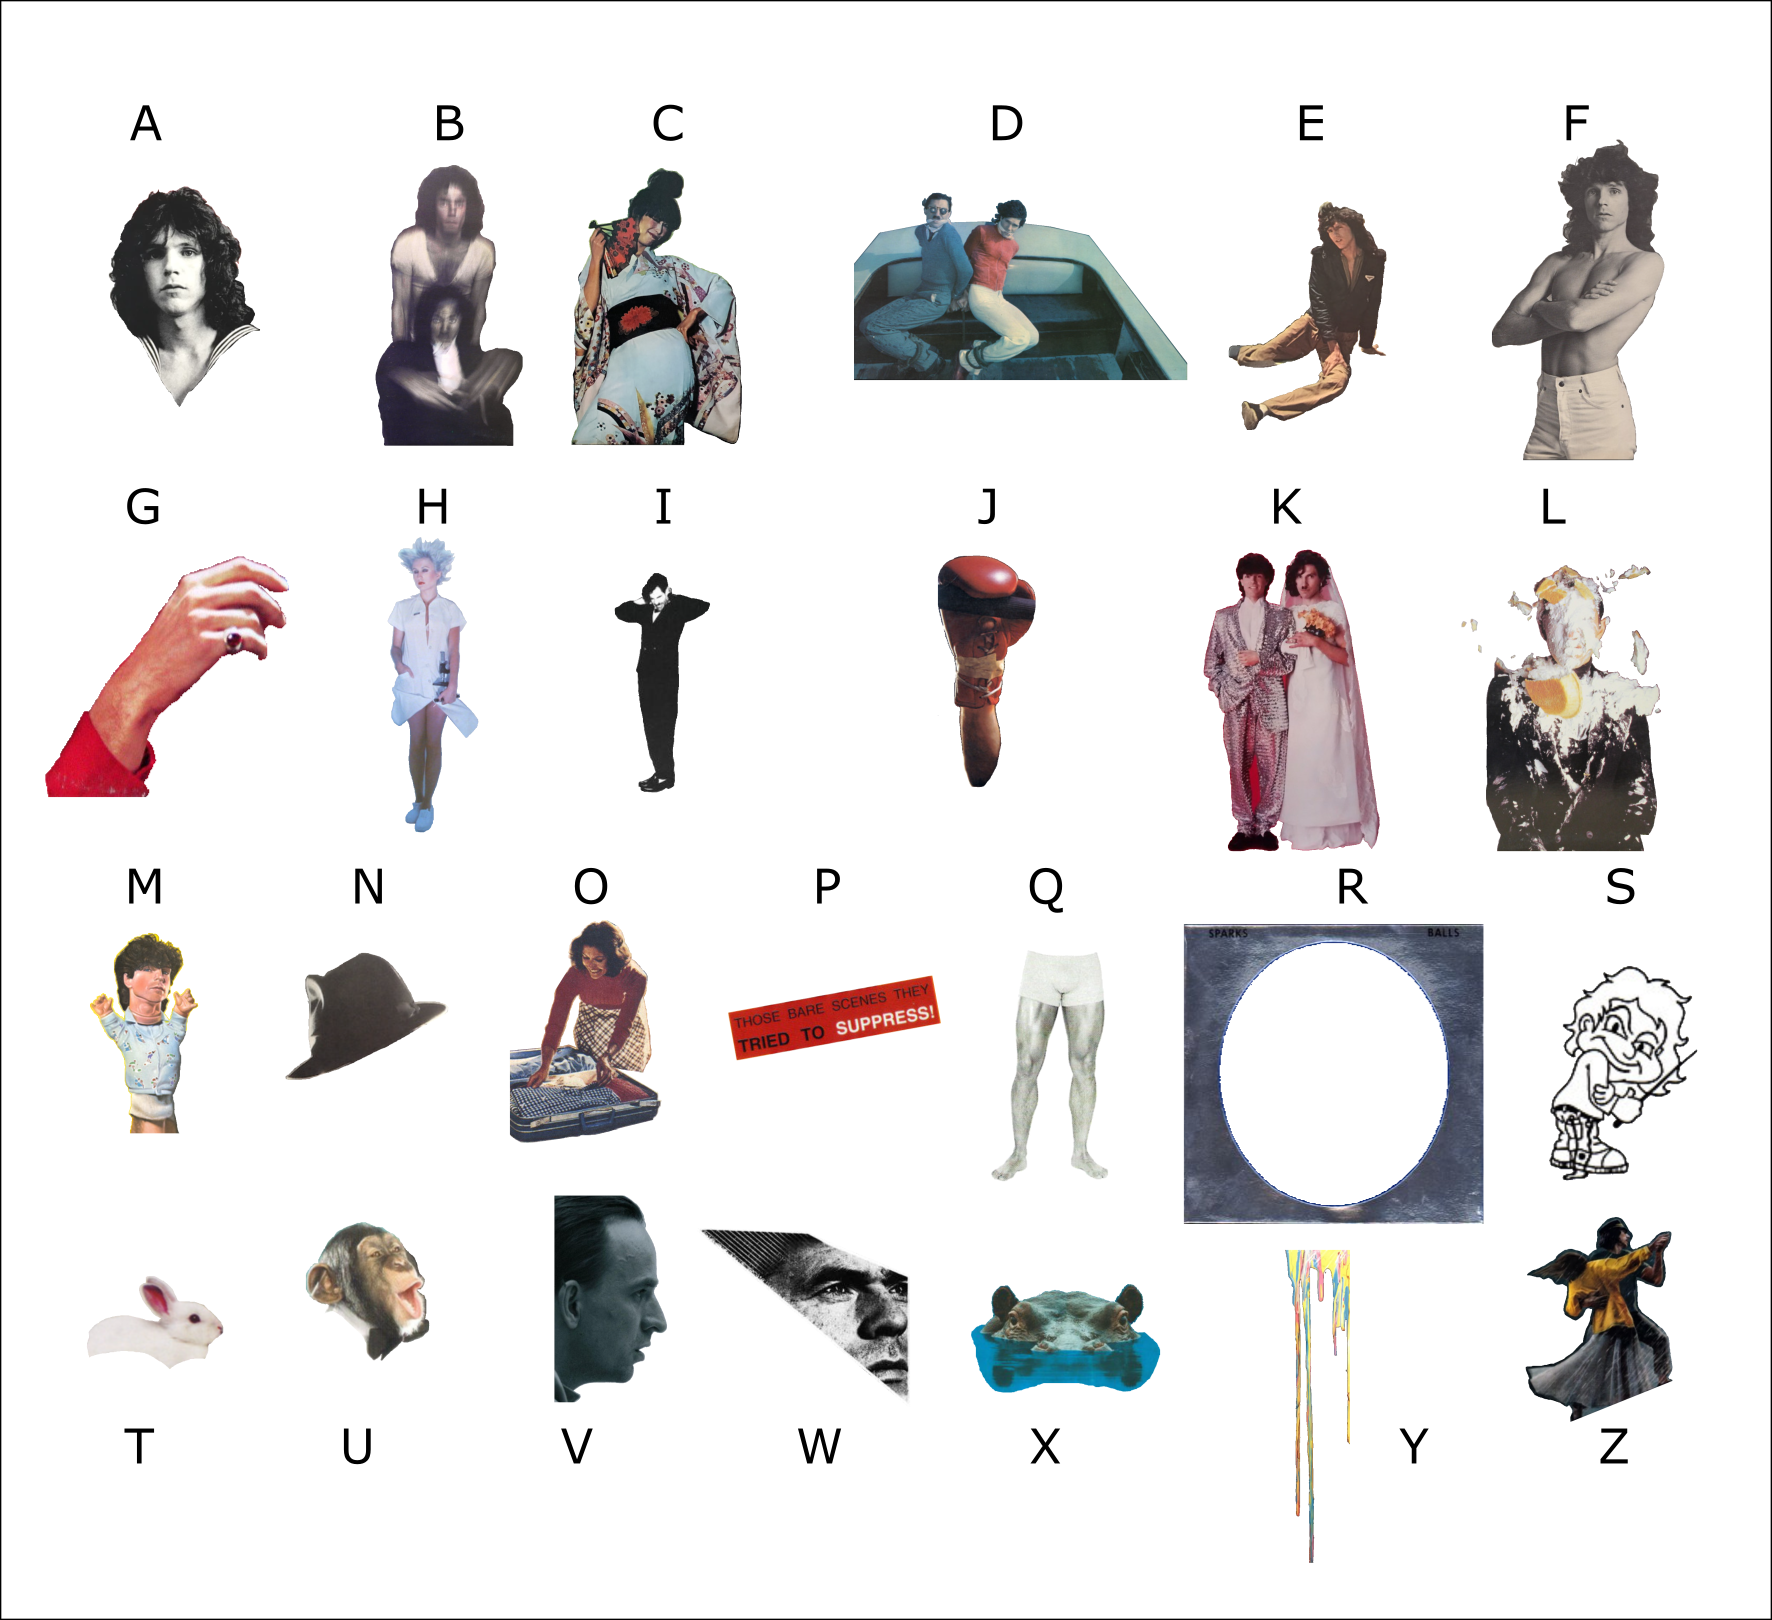 A B C D E F
G H I J K L
M N O P Q R S
SPARKS BALLS
THOSE BARE SCENES THEY
TRIED TO SUPPRESS!
T U V W X Y Z